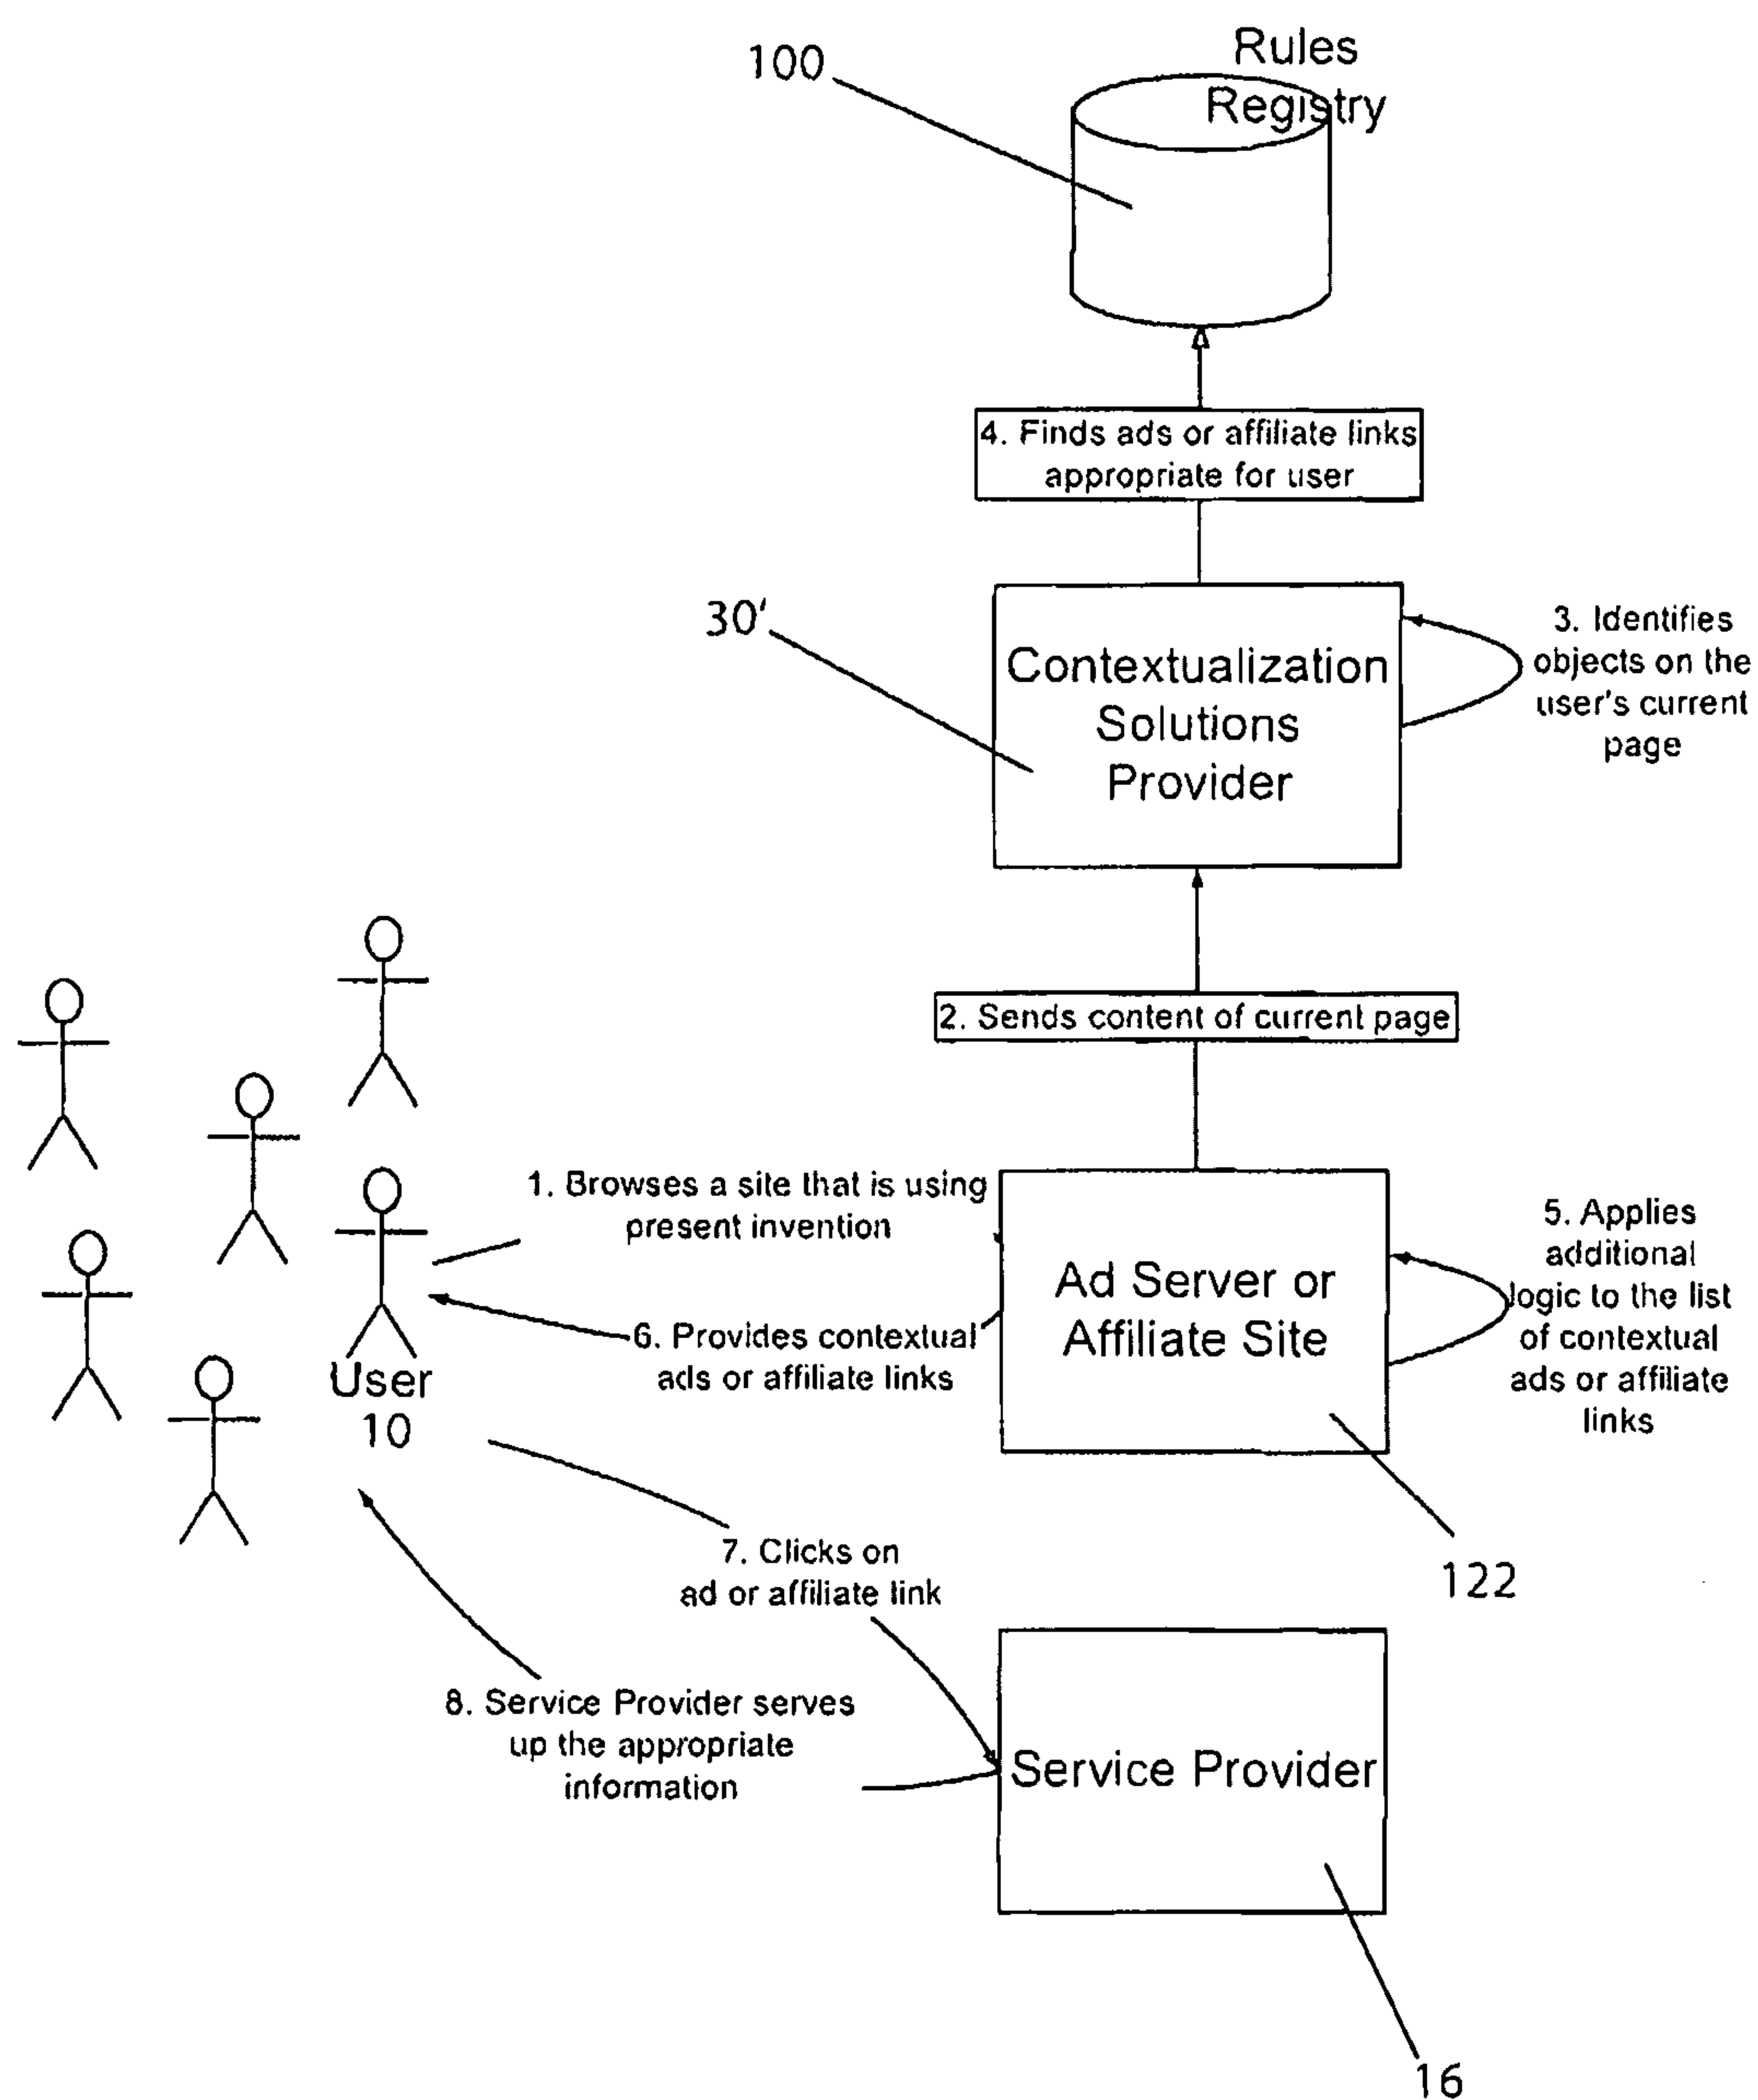 Rules
Registry
100
4. Finds ads or affiliate links
appropriate for user
30'
Contextualization
Solutions
Provider
3. Identifies
objects on the
user's current
page
2. Sends content of current page
1. Browses a site that is using
present invention
Ad Server or
Affiliate Site
5. Applies
additional
logic to the list
of contextual
ads or affiliate
links
6. Provides contextual
ads or affiliate links
User
10
7. Clicks on
ad or affiliate link
122
8. Service Provider serves
up the appropriate
information
Service Provider
16